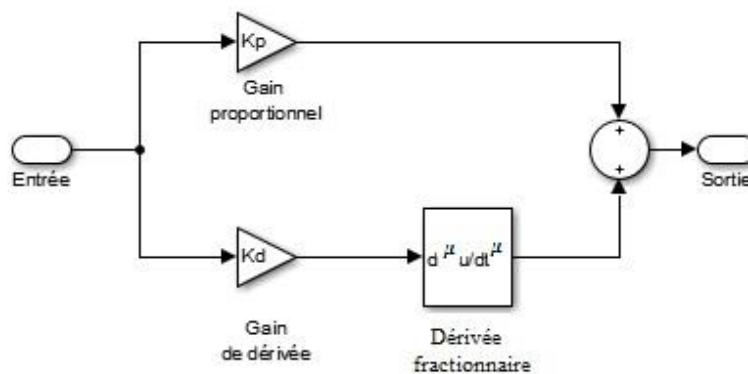 Kp
Gain
proportionnel
+
+
Entrée
Sortie
Kd
d μ u/dt μ
Gain
de dérivée
Dérivée
fractionnaire